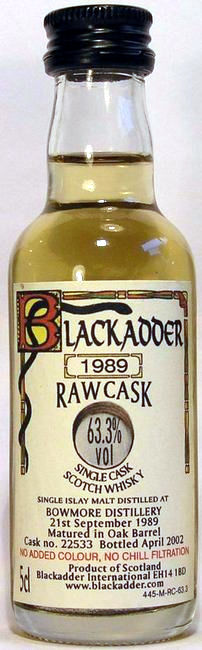 BLACKADDER
1989
RAW CASK
63.3%
vol
SINGLE CASK
SCOTCH WHISKY
SINGLE ISLAY MALT DISTILLED AT
BOWMORE DISTILLERY
21st September 1989
Matured in Oak Barrel
Cask no. 22533 Bottled April 2002
NO ADDED COLOUR, NO CHILL FILTRATION
5cl
Product of Scotland
Blackadder International EH14 1BD
www.blackadder.com
445-M-RC-63.3